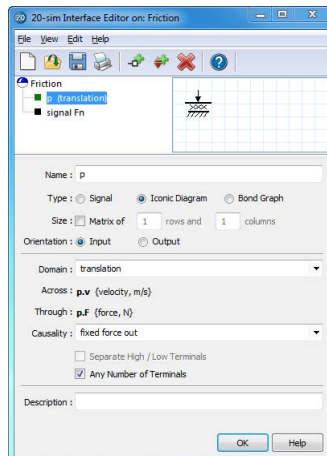 20-sim Interface Editor on: Friction
File View Edit Help
Friction
p (translation)
signal Fn
Name : p
Type : Signal Iconic Diagram Bond Graph
Size : Matrix of 1 rows and 1 columns
Orientation : Input Output
Domain : translation
Across : p.v {velocity, m/s}
Through : p.F {force, N}
Causality : fixed force out
Separate High / Low Terminals
Any Number of Terminals
Description :
OK Help